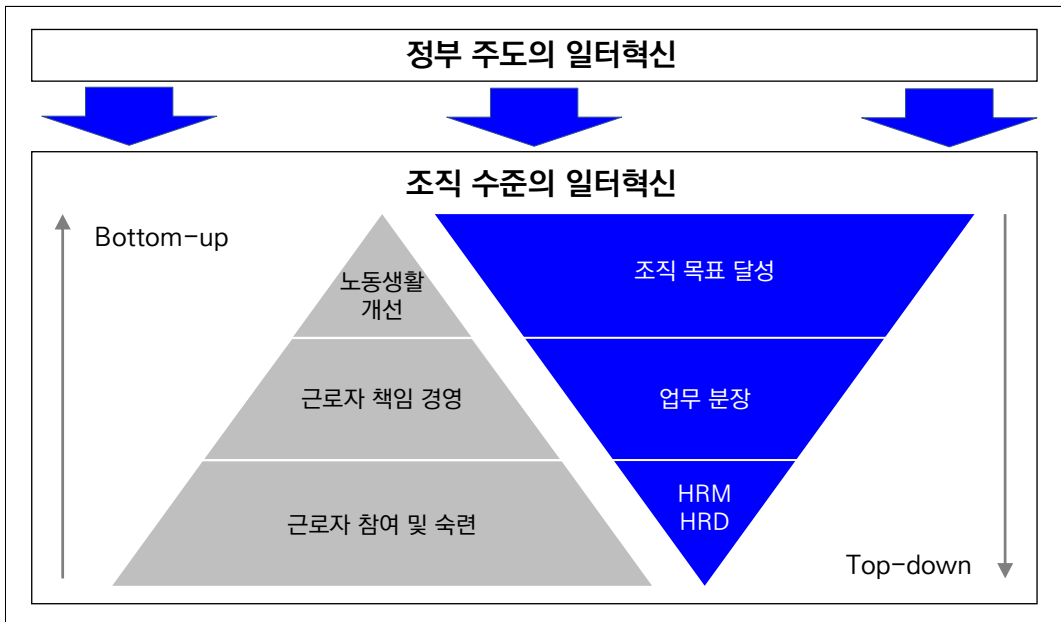 정부 주도의 일터혁신
조직 수준의 일터혁신
Bottom-up
노동생활
개선
근로자 책임 경영
근로자 참여 및 숙련
조직 목표 달성
업무 분장
HRM
HRD
Top-down